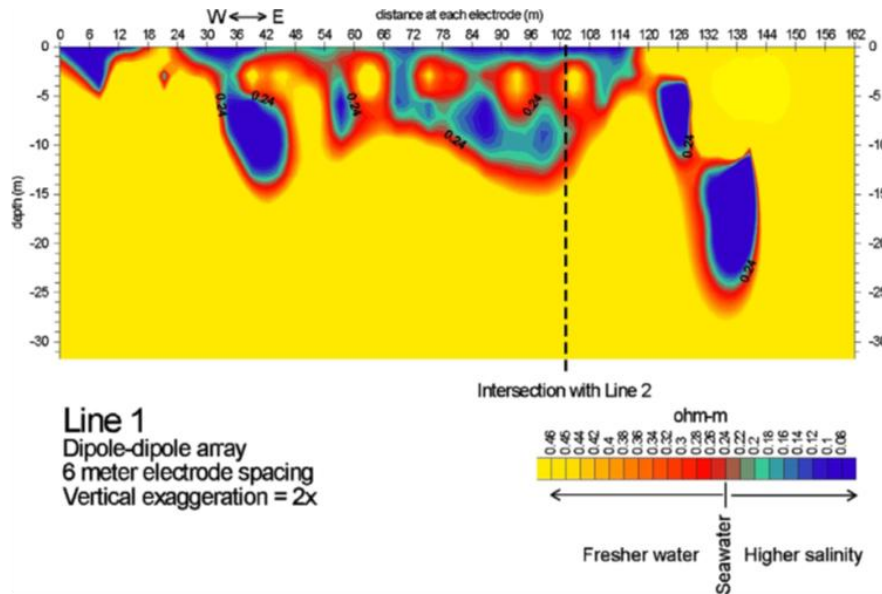 W ↔ E distance at each electrode (m)
0 6 12 18 24 30 36 42 48 54 60 66 72 78 84 90 96 102 108 114 120 126 132 138 144 150 156 162
0 0
-5 -5
-10 -10
-15 -15
-20 -20
-25 -25
-30 -30
depth (m)
0.24
0.24
0.24
0.24
0.24
0.24
Intersection with Line 2
Line 1
Dipole-dipole array
6 meter electrode spacing
Vertical exaggeration = 2x
ohm-m
0.46 0.45 0.44 0.42 0.4 0.38 0.36 0.34 0.32 0.3 0.28 0.26 0.24 0.22 0.2 0.18 0.16 0.14 0.12 0.1 0.08
Fresher water
Seawater
Higher salinity